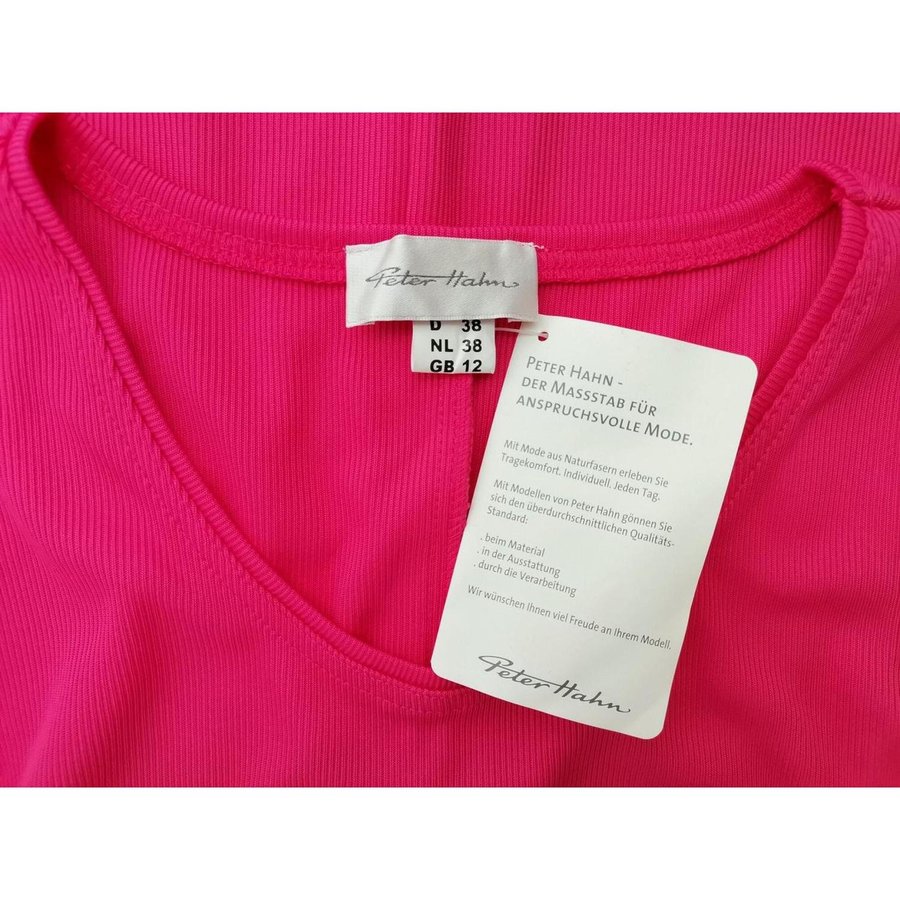 Peter Hahn
D 38
NL 38
GB 12
PETER HAHN -
DER MASSSTAB FÜR
ANSPRUCHSVOLLE MODE.
Mit Mode aus Naturfasern erleben Sie
Tragekomfort. Individuell. Jeden Tag.
Mit Modellen von Peter Hahn gönnen Sie
sich den überdurchschnittlichen Qualitäts-
Standard:
. beim Material
. in der Ausstattung
. durch die Verarbeitung
Wir wünschen Ihnen viel Freude an Ihrem Modell.
Peter Hahn